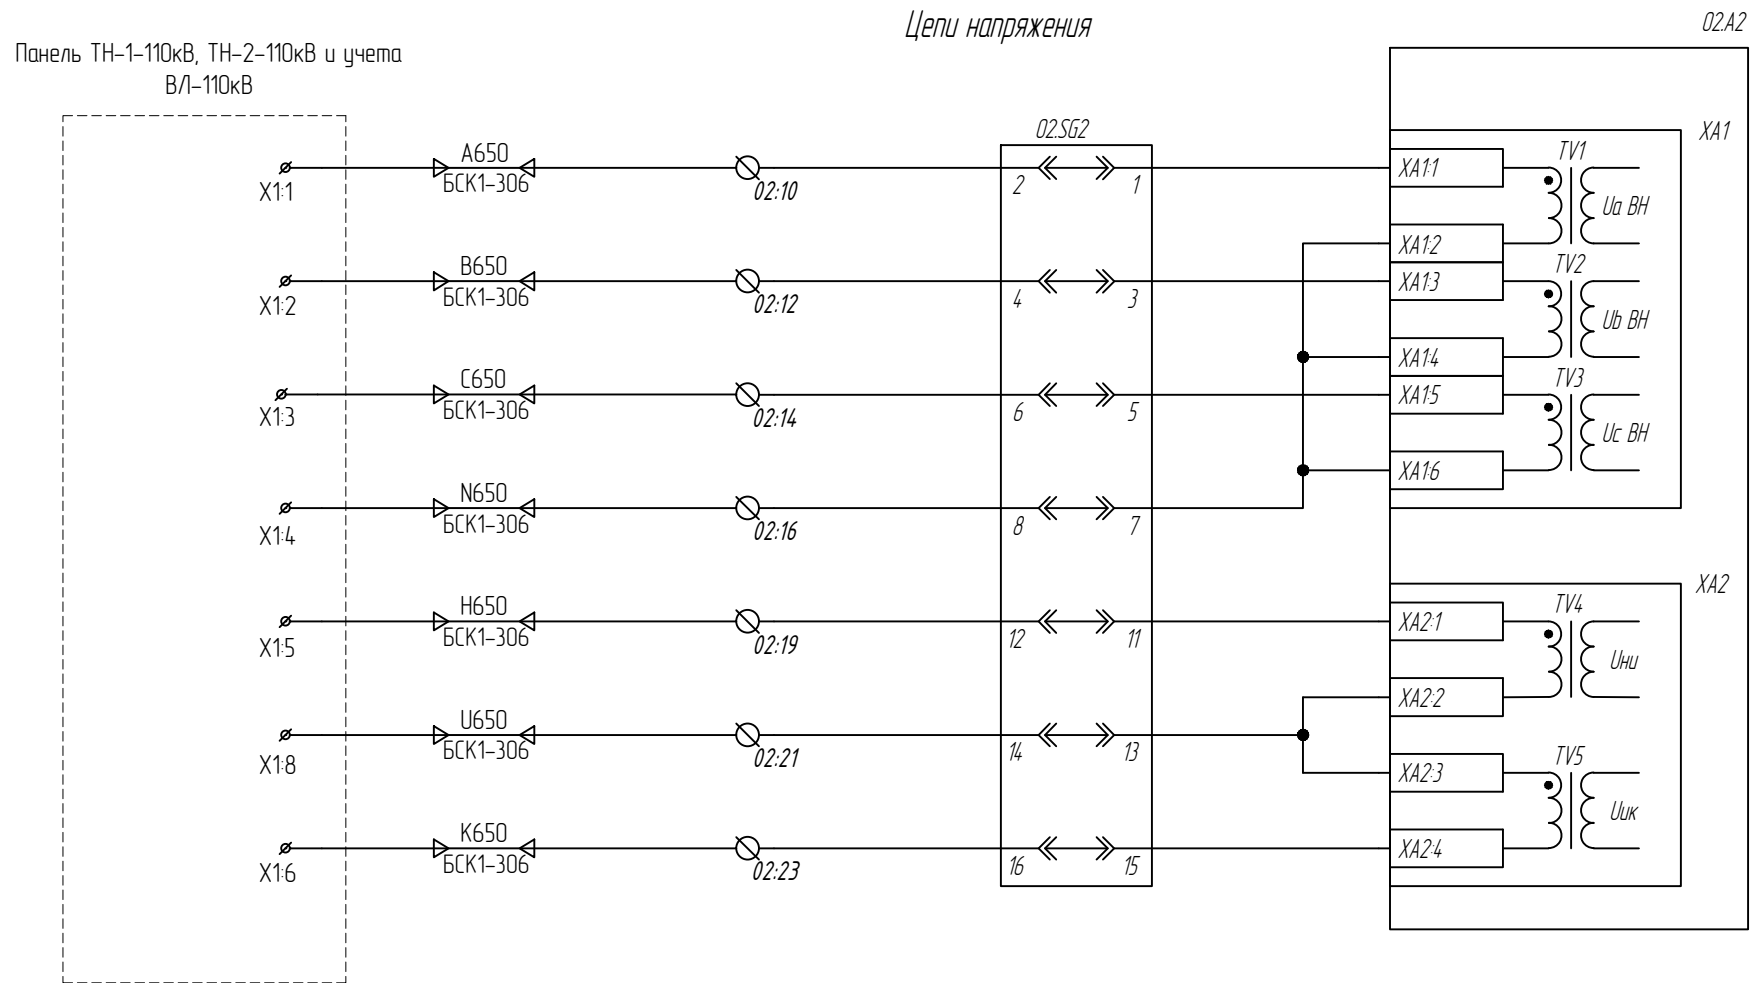 Цепи напряжения
02.A2
Панель ТН-1-110кВ, ТН-2-110кВ и учета
ВЛ-110кВ
02.SG2
XA1
X1:1
A650
БСК1-306
02:10
2
1
XA1:1
TV1
Ua ВН
XA1:2
X1:2
B650
БСК1-306
02:12
4
3
XA1:3
TV2
Ub ВН
XA1:4
X1:3
C650
БСК1-306
02:14
6
5
XA1:5
TV3
Uc ВН
XA1:6
X1:4
N650
БСК1-306
02:16
8
7
XA2
X1:5
H650
БСК1-306
02:19
12
11
XA2:1
TV4
Uни
XA2:2
X1:8
U650
БСК1-306
02:21
14
13
XA2:3
TV5
Uик
X1:6
K650
БСК1-306
02:23
16
15
XA2:4